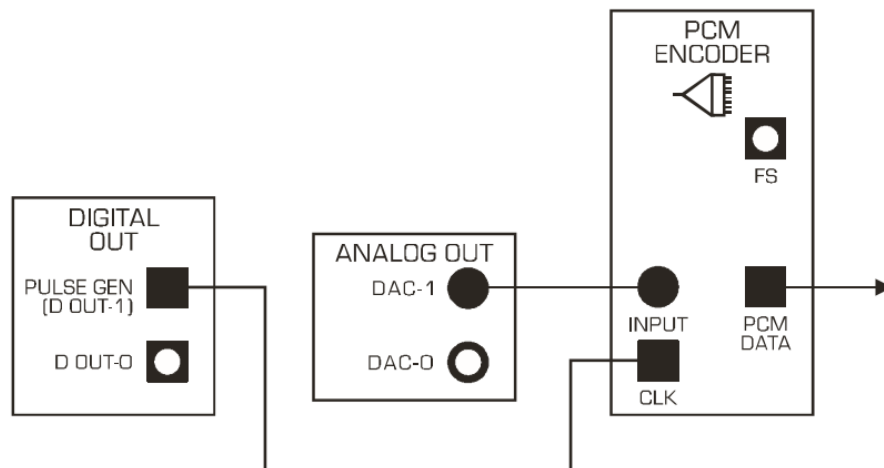 DIGITAL
OUT
PULSE GEN
(D OUT-1)
D OUT-0
ANALOG OUT
DAC-1
DAC-0
PCM
ENCODER
FS
INPUT
PCM
DATA
CLK